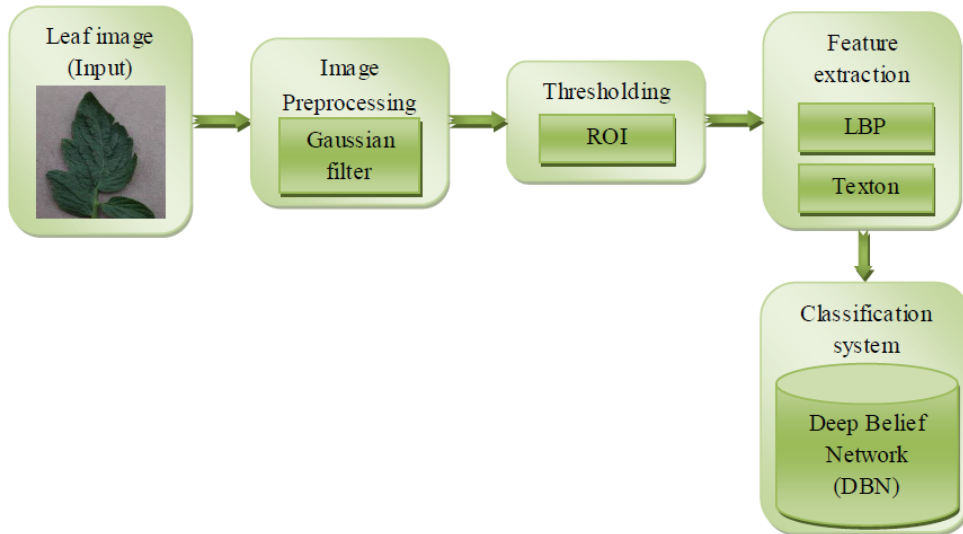 Leaf image
(Input)
Image
Preprocessing
Gaussian
filter
Thresholding
ROI
Feature
extraction
LBP
Texton
Classification
system
Deep Belief
Network
(DBN)